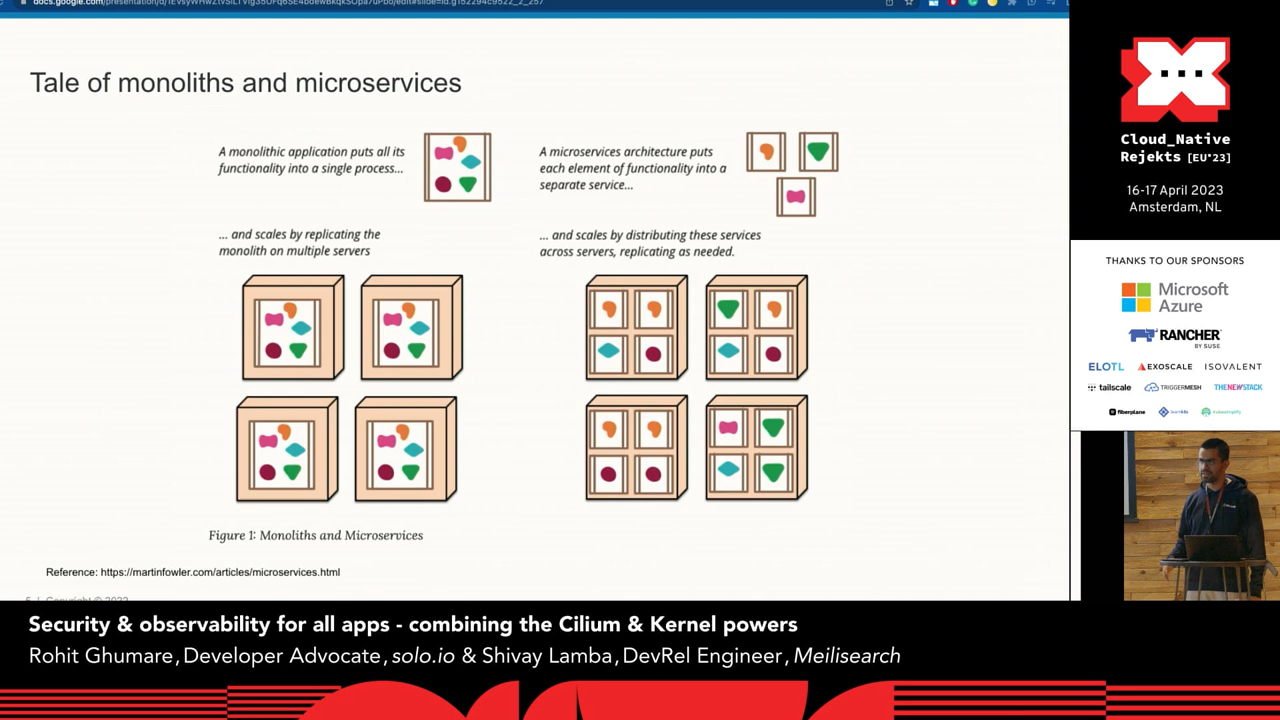 Tale of monoliths and microservices
A monolithic application puts all its
functionality into a single process...
A microservices architecture puts
each element of functionality into a
separate service...
... and scales by replicating the
monolith on multiple servers
... and scales by distributing these services
across servers, replicating as needed.
Figure 1: Monoliths and Microservices
Reference: https://martinfowler.com/articles/microservices.html
Cloud_Native
Rejekts [EU'23]
16-17 April 2023
Amsterdam, NL
THANKS TO OUR SPONSORS
Microsoft
Azure
RANCHER
BY SUSE
ELOTL EXOSCALE ISOVALENT
tailscale TRIGGERMESH THENEWSTACK
fiberplane
Security & observability for all apps - combining the Cilium & Kernel powers
Rohit Ghumare, Developer Advocate, solo.io & Shivay Lamba, DevRel Engineer, Meilisearch